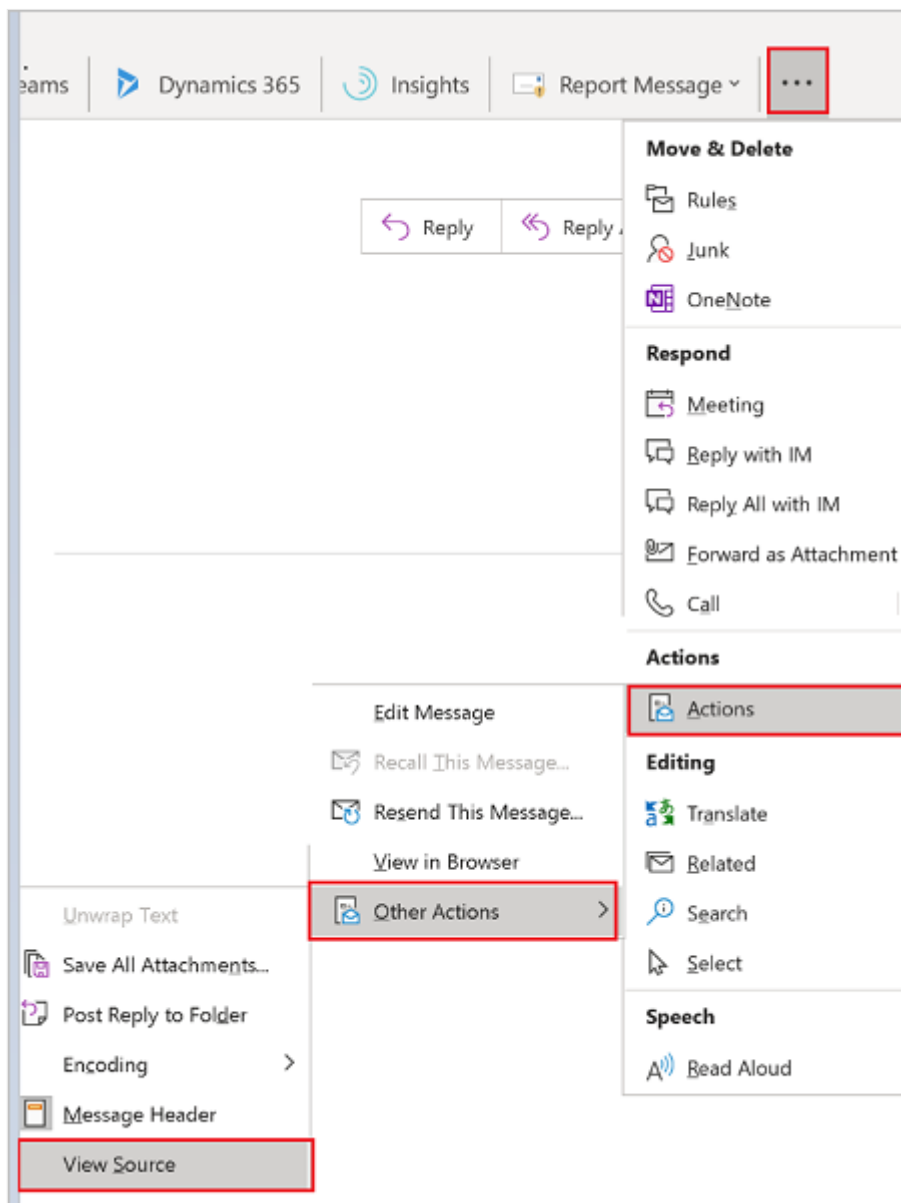 eams
Dynamics 365
Insights
Report Message
...
Reply
Reply
Move & Delete
Rules
Junk
OneNote
Respond
Meeting
Reply with IM
Reply All with IM
Forward as Attachment
Call
Actions
Actions
Editing
Translate
Related
Search
Select
Speech
Read Aloud
Edit Message
Recall This Message...
Resend This Message...
View in Browser
Other Actions
Unwrap Text
Save All Attachments...
Post Reply to Folder
Encoding
Message Header
View Source